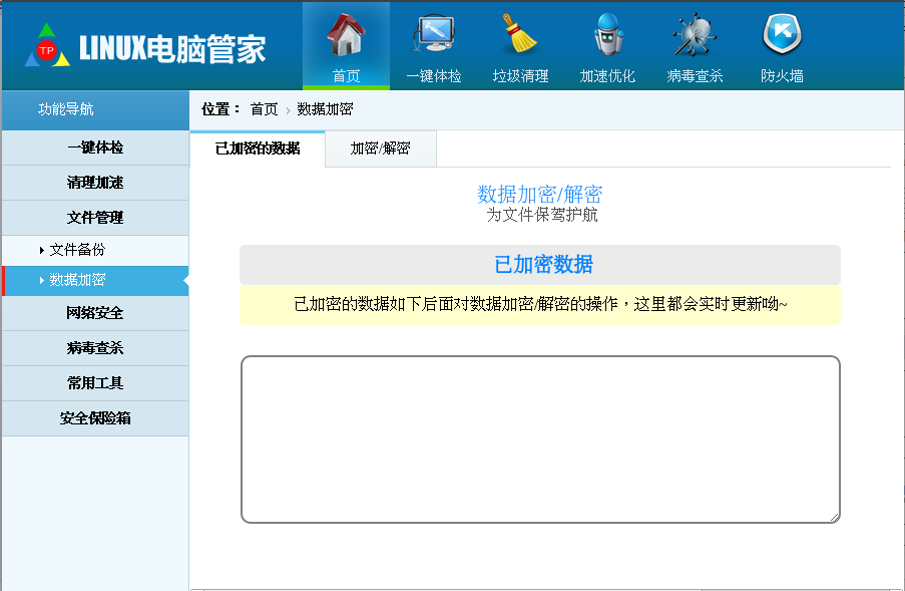 TP
LINUX电脑管家
首页
一键体检
垃圾清理
加速优化
病毒查杀
防火墙
功能导航
位置： 首页 › 数据加密
一键体检
清理加速
文件管理
文件备份
数据加密
网络安全
病毒查杀
常用工具
安全保险箱
已加密的数据
加密/解密
数据加密/解密
为文件保驾护航
已加密数据
已加密的数据如下后面对数据加密/解密的操作，这里都会实时更新呦~